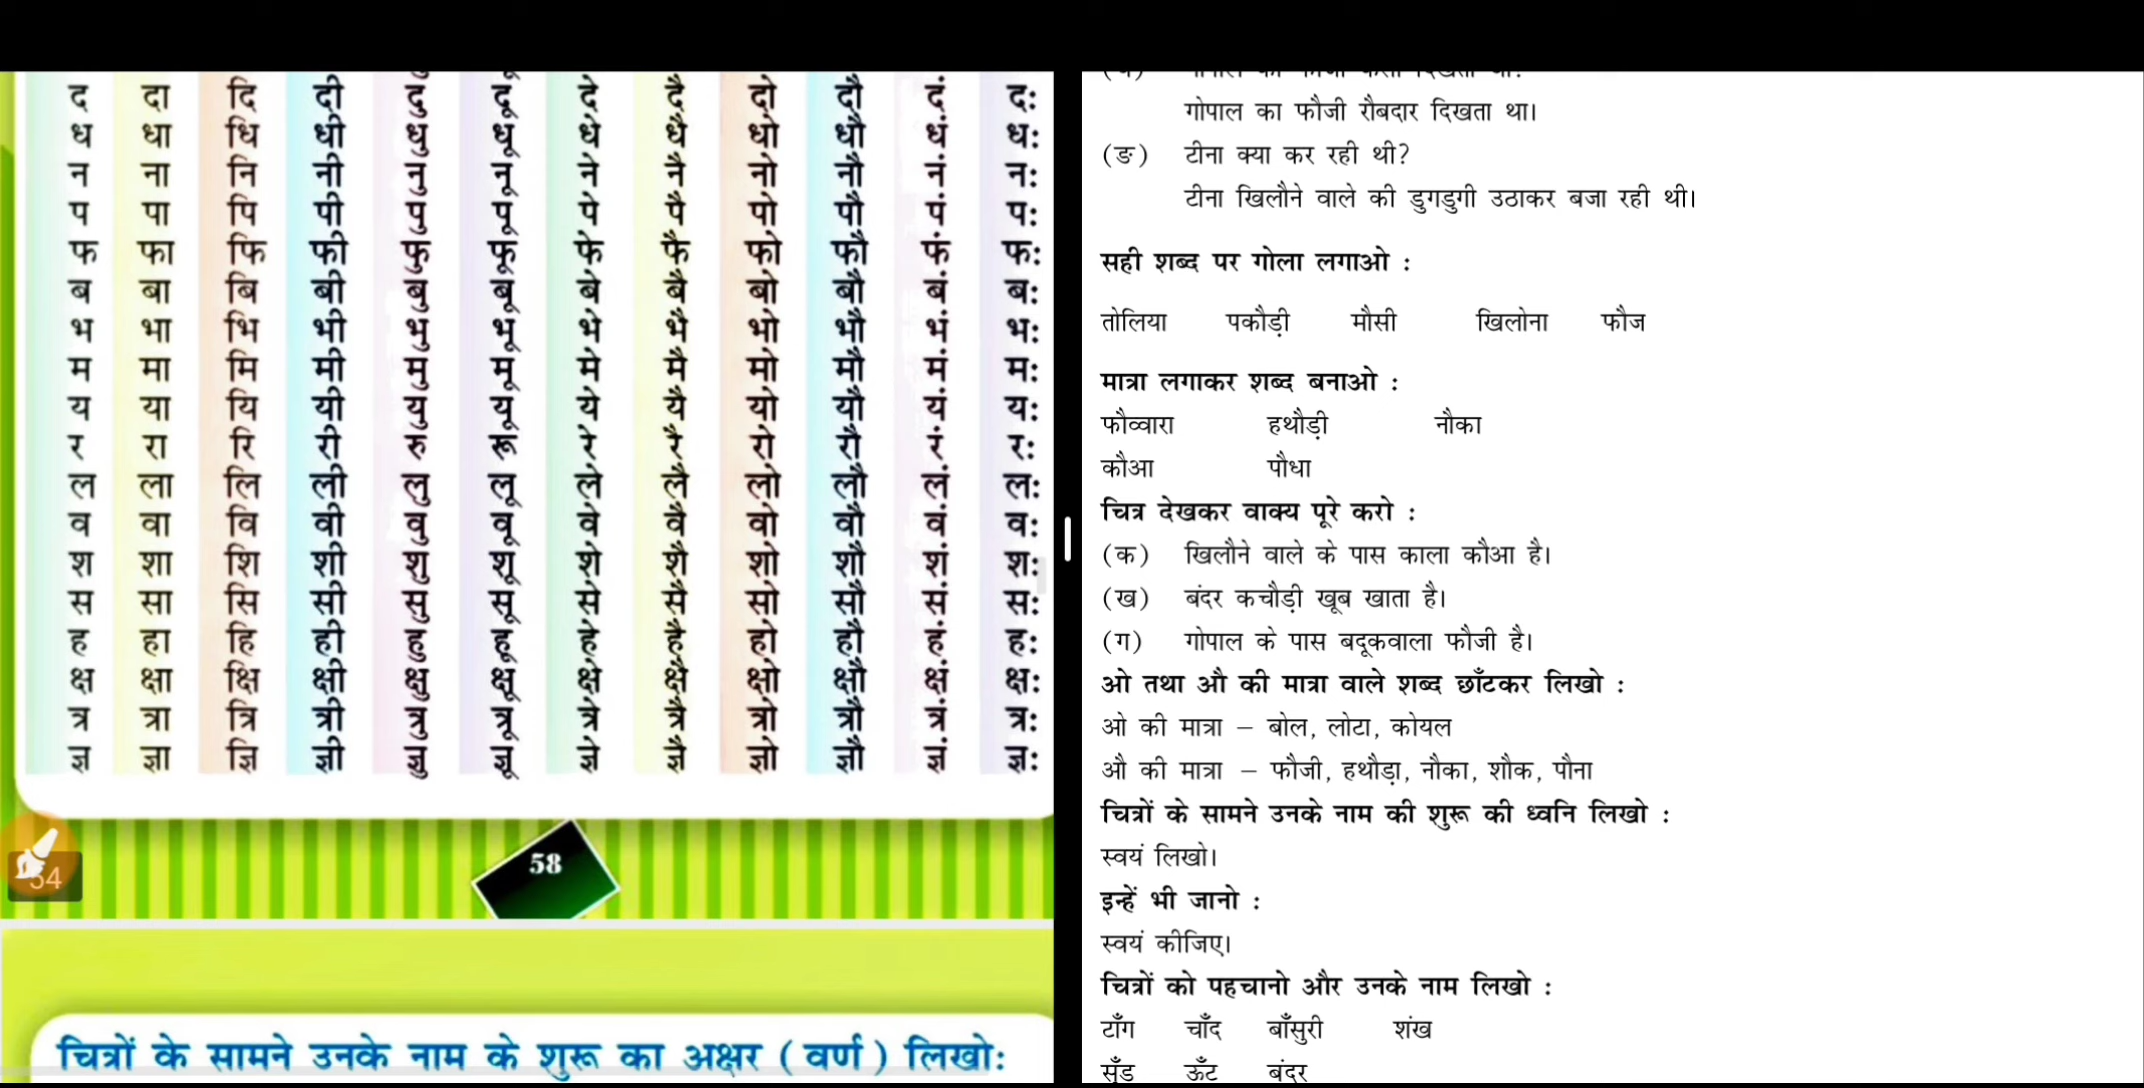 द दा दि दी दु दू दे दै दो दौ दं दः
ध धा धि धी धु धू धे धै धो धौ धं धः
न ना नि नी नु नू ने नै नो नौ नं नः
प पा पि पी पु पू पे पै पो पौ पं पः
फ फा फि फी फु फू फे फै फो फौ फं फः
ब बा बि बी बु बू बे बै बो बौ बं बः
भ भा भि भी भु भू भे भै भो भौ भं भः
म मा मि मी मु मू मे मै मो मौ मं मः
य या यि यी यु यू ये यै यो यौ यं यः
र रा रि री रु रू रे रै रो रौ रं रः
ल ला लि ली लु लू ले लै लो लौ लं लः
व वा वि वी वु वू वे वै वो वौ वं वः
श शा शि शी शु शू शे शै शो शौ शं शः
स सा सि सी सु सू से सै सो सौ सं सः
ह हा हि ही हु हू हे है हो हौ हं हः
क्ष क्षा क्षि क्षी क्षु क्षू क्षे क्षै क्षो क्षौ क्षं क्षः
त्र त्रा त्रि त्री त्रु त्रू त्रे त्रै त्रो त्रौ त्रं त्रः
ज्ञ ज्ञा ज्ञि ज्ञी ज्ञु ज्ञू ज्ञे ज्ञै ज्ञो ज्ञौ ज्ञं ज्ञः
58
54
चित्रों के सामने उनके नाम के शुरू का अक्षर ( वर्ण ) लिखो:
गोपाल का फौजी रौबदार दिखता था।
(ङ) टीना क्या कर रही थी?
टीना खिलौने वाले की डुगडुगी उठाकर बजा रही थी।
सही शब्द पर गोला लगाओ :
तोलिया पकौड़ी मौसी खिलोना फौज
मात्रा लगाकर शब्द बनाओ :
फौव्वारा हथौड़ी नौका
कौआ पौधा
चित्र देखकर वाक्य पूरे करो :
(क) खिलौने वाले के पास काला कौआ है।
(ख) बंदर कचौड़ी खूब खाता है।
(ग) गोपाल के पास बदूकवाला फौजी है।
ओ तथा औ की मात्रा वाले शब्द छाँटकर लिखो :
ओ की मात्रा – बोल, लोटा, कोयल
औ की मात्रा – फौजी, हथौड़ा, नौका, शौक, पौना
चित्रों के सामने उनके नाम की शुरू की ध्वनि लिखो :
स्वयं लिखो।
इन्हें भी जानो :
स्वयं कीजिए।
चित्रों को पहचानो और उनके नाम लिखो :
टाँग चाँद बाँसुरी शंख
सूँड ऊँट बंदर